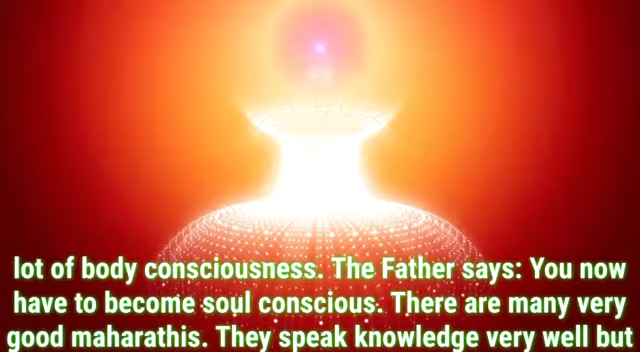 lot of body consciousness. The Father says: You now
have to become soul conscious. There are many very
good maharathis. They speak knowledge very well but